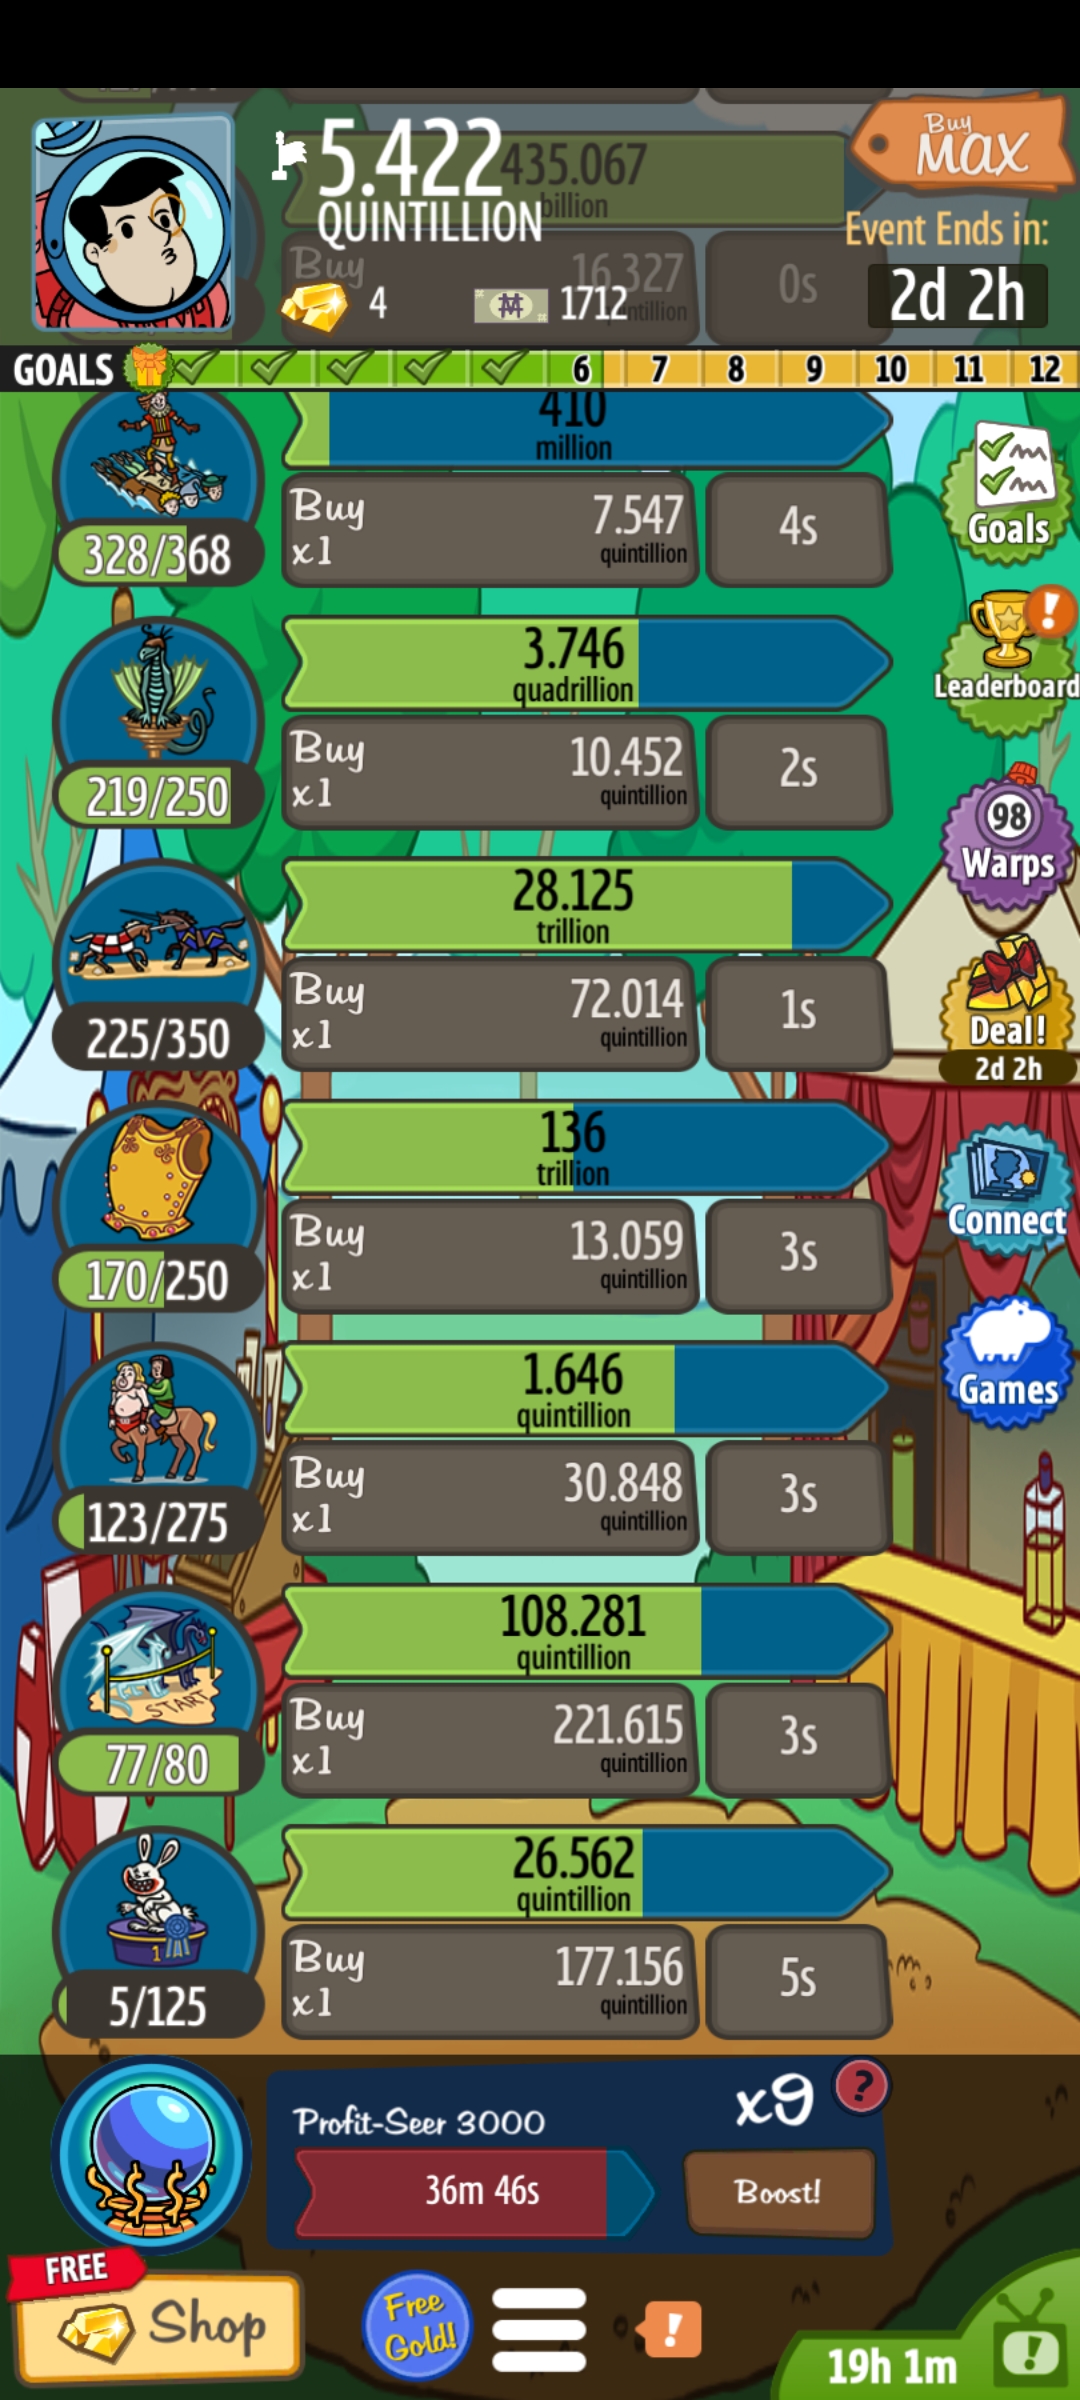 5.422
QUINTILLION
435.067
billion
Buy
MAX
Event Ends in:
2d 2h
Buy
16.327
0s
4
1712
GOALS
6 7 8 9 10 11 12
410
million
Buy
x1
7.547
quintillion
4s
328/368
Goals
3.746
quadrillion
Buy
x1
10.452
quintillion
2s
219/250
!
Leaderboard
28.125
trillion
Buy
x1
72.014
quintillion
1s
225/350
98
Warps
Deal!
2d 2h
136
trillion
Buy
x1
13.059
quintillion
3s
170/250
Connect
1.646
quintillion
Buy
x1
30.848
quintillion
3s
123/275
Games
108.281
quintillion
START
Buy
x1
221.615
quintillion
3s
77/80
26.562
quintillion
1
Buy
x1
177.156
quintillion
5s
5/125
Profit-Seer 3000
x9
?
36m 46s
Boost!
FREE
Shop
Free
Gold!
!
19h 1m
!